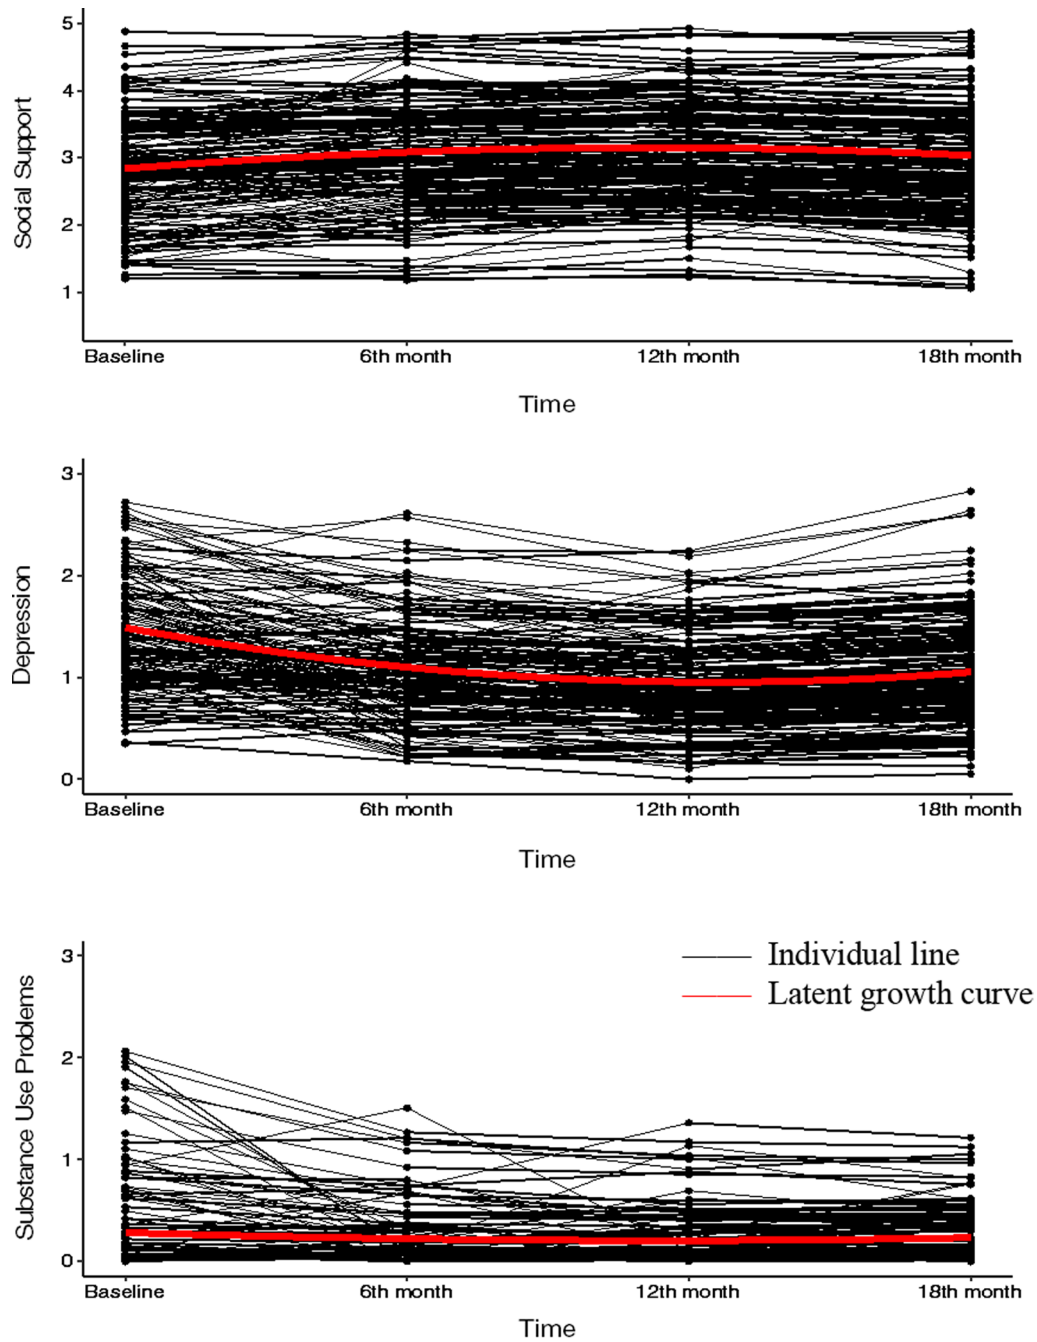 Social Support
5
4
3
2
1
Baseline 6th month 12th month 18th month
Time
Depression
3
2
1
0
Baseline 6th month 12th month 18th month
Time
Substance Use Problems
3
2
1
0
Individual line
Latent growth curve
Baseline 6th month 12th month 18th month
Time